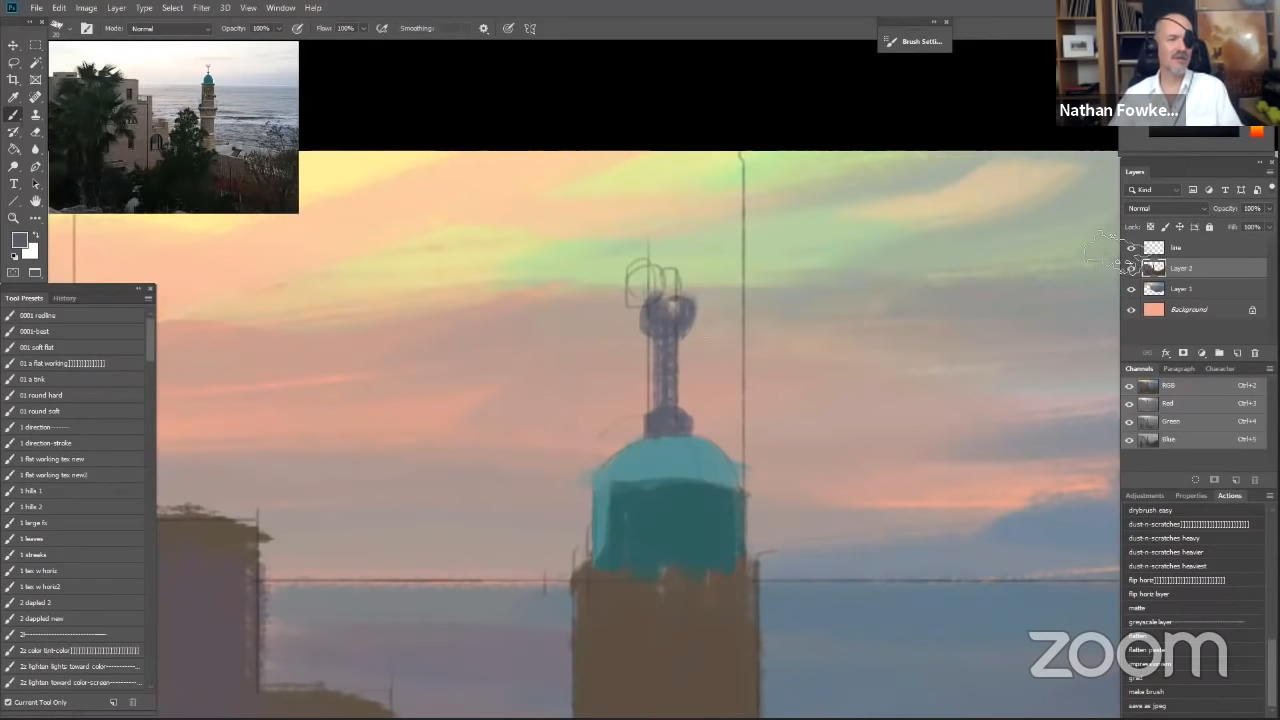 File Edit Image Layer Type Select Filter 3D View Window Help
20 Mode: Normal Opacity: 100% Flow: 100% Smoothing:
Brush Setti...
Nathan Fowke...
Layers
Kind
Normal Opacity: 100%
Lock: Fill: 100%
line
Layer 2
Layer 1
Background
Channels Paragraph Character
RGB Ctrl+2
Red Ctrl+3
Green Ctrl+4
Blue Ctrl+5
Adjustments Properties Actions
drybrush easy
dust-n-scratches]]]]]]]]]]]]]]]]]]]]]]]]]]
dust-n-scratches heavy
dust-n-scratches heavier
dust-n-scratches heaviest
flip horiz]]]]]]]]]]]]]]]]]]]]]]]]]]
flip horiz layer
matte
greyscale layer--------------------------
flatten
flatten paste
impressionism
grad
make brush
save as jpeg
Tool Presets History
0001 redline
0001-best
001 soft flat
01 a flat working]]]]]]]]]]]]]]
01 a tink
01 round hard
01 round soft
1 direction-------
1 direction-stroke
1 flat working tex new
1 flat working tex new2
1 hills 1
1 hills 2
1 large fx
1 leaves
1 streaks
1 tex w horiz
1 tex w horiz2
2 dapled 2
2 dappled new
2z color tint-color]]]]]]]]]]]]]]]]]]]]]]]]
2z lighten lights toward color-----------...
2z lighten toward color-screen----------...
Current Tool Only
zoom